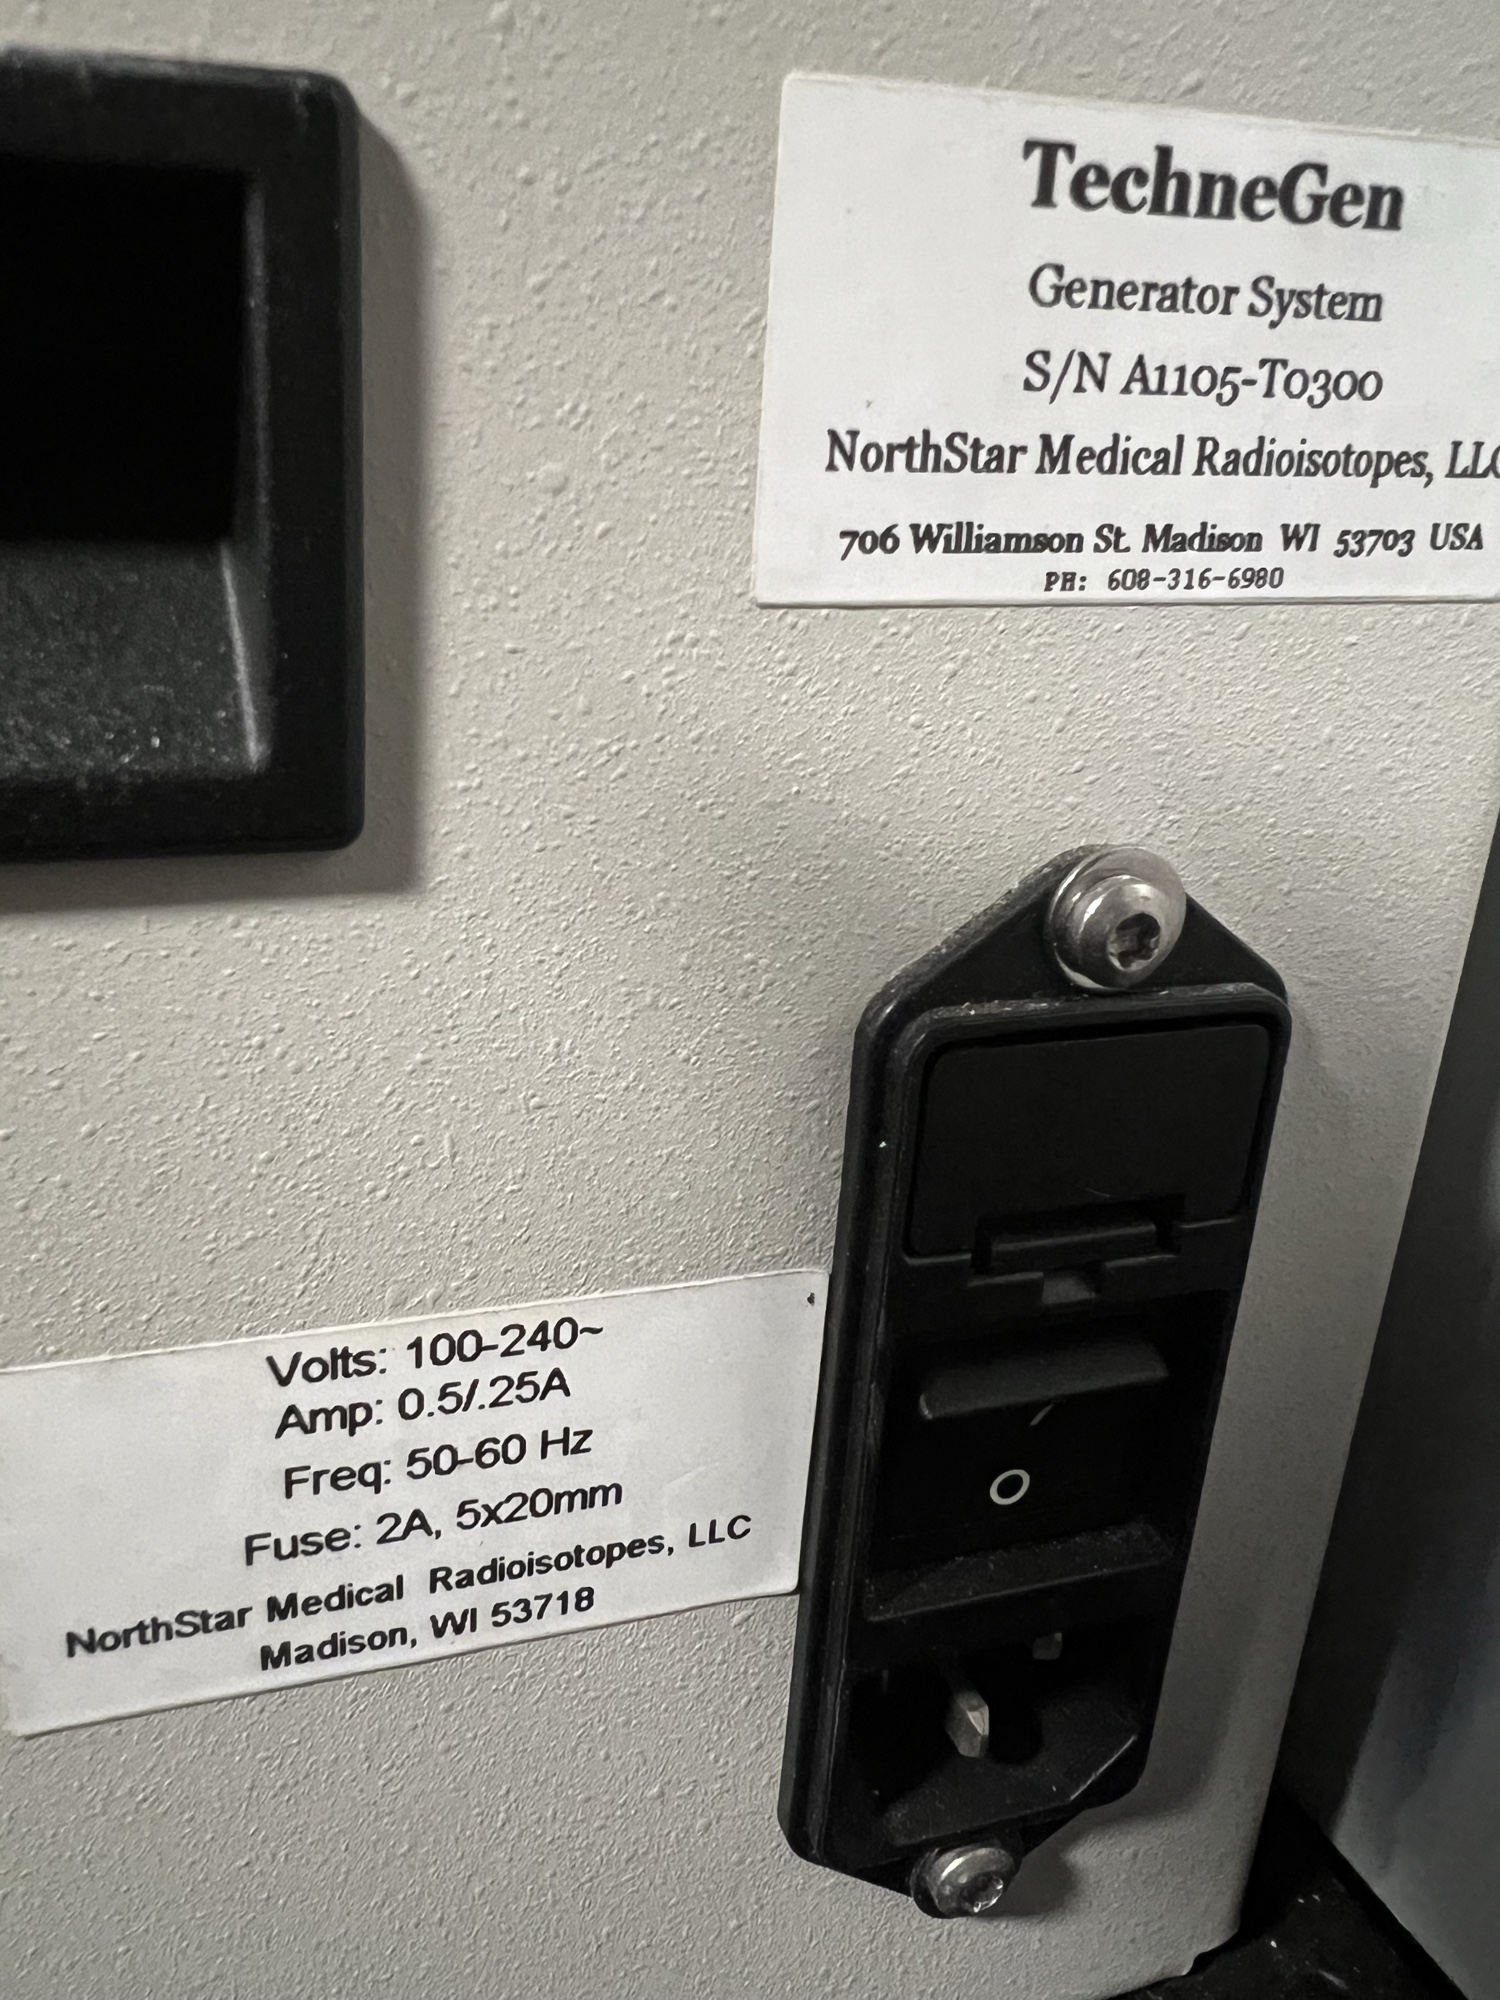 TechneGen
Generator System
S/N A1105-T0300
NorthStar Medical Radioisotopes, LLC
706 Williamson St. Madison WI 53703 USA
PH: 608-316-6980
Volts: 100-240~
Amp: 0.5/.25A
Freq: 50-60 Hz
Fuse: 2A, 5x20mm
NorthStar Medical Radioisotopes, LLC
Madison, WI 53718